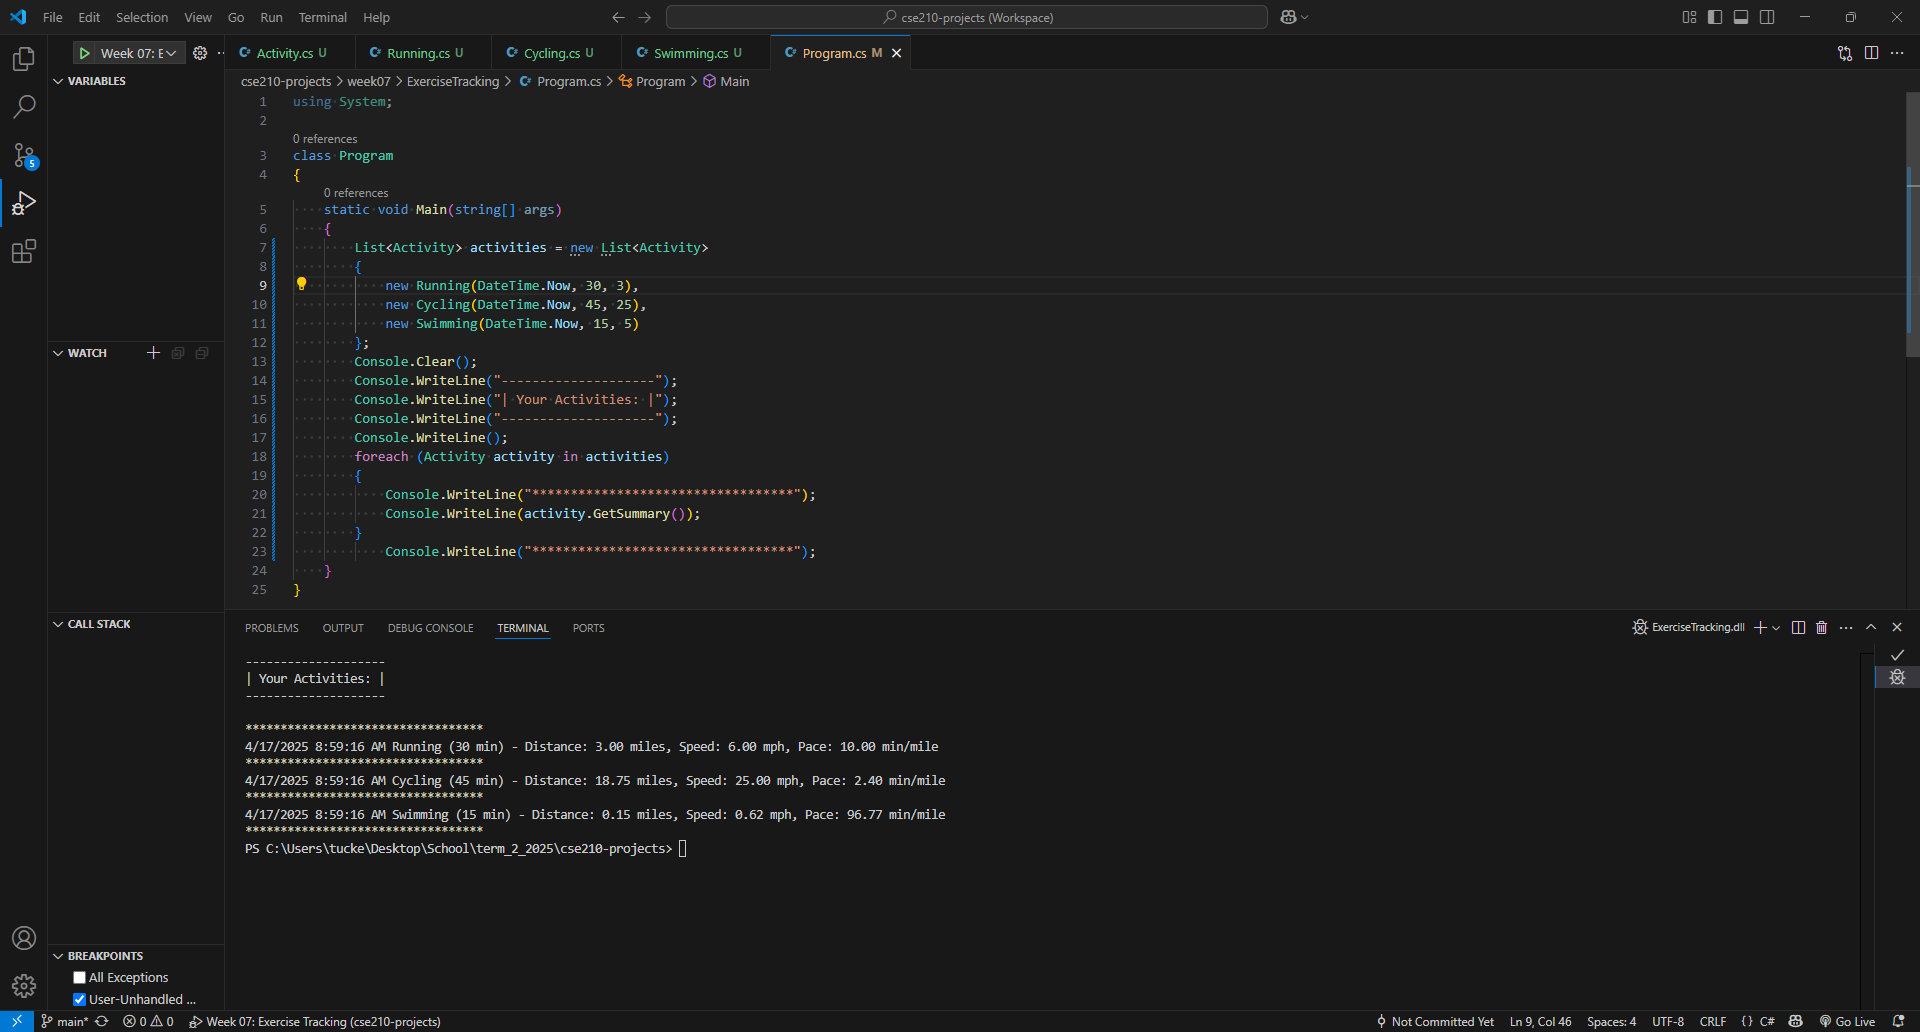 File Edit Selection View Go Run Terminal Help
cse210-projects (Workspace)
Week 07: E
Activity.cs U Running.cs U Cycling.cs U Swimming.cs U Program.cs M
VARIABLES
WATCH
CALL STACK
BREAKPOINTS
All Exceptions
User-Unhandled ...
5
cse210-projects > week07 > ExerciseTracking > Program.cs > Program > Main
1 using System;
2
0 references
3 class Program
4 {
0 references
5 static void Main(string[] args)
6 {
7 List<Activity> activities = new List<Activity>
8 {
9 new Running(DateTime.Now, 30, 3),
10 new Cycling(DateTime.Now, 45, 25),
11 new Swimming(DateTime.Now, 15, 5)
12 };
13 Console.Clear();
14 Console.WriteLine("--------------------");
15 Console.WriteLine("| Your Activities: |");
16 Console.WriteLine("--------------------");
17 Console.WriteLine();
18 foreach (Activity activity in activities)
19 {
20 Console.WriteLine("**********************************");
21 Console.WriteLine(activity.GetSummary());
22 }
23 Console.WriteLine("**********************************");
24 }
25 }
PROBLEMS OUTPUT DEBUG CONSOLE TERMINAL PORTS
ExerciseTracking.dll
--------------------
| Your Activities: |
--------------------
**********************************
4/17/2025 8:59:16 AM Running (30 min) - Distance: 3.00 miles, Speed: 6.00 mph, Pace: 10.00 min/mile
**********************************
4/17/2025 8:59:16 AM Cycling (45 min) - Distance: 18.75 miles, Speed: 25.00 mph, Pace: 2.40 min/mile
**********************************
4/17/2025 8:59:16 AM Swimming (15 min) - Distance: 0.15 miles, Speed: 0.62 mph, Pace: 96.77 min/mile
**********************************
PS C:\Users\tucke\Desktop\School\term_2_2025\cse210-projects>
main* 0 0 Week 07: Exercise Tracking (cse210-projects)
Not Committed Yet Ln 9, Col 46 Spaces: 4 UTF-8 CRLF {} C# Go Live